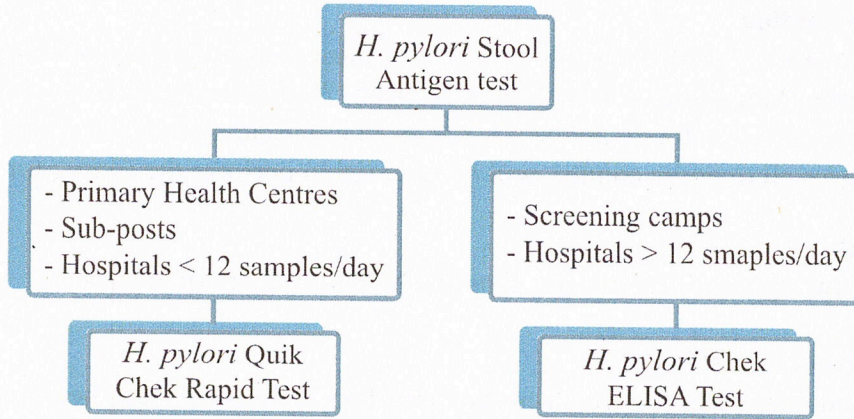 H. pylori Stool
Antigen test
- Primary Health Centres
- Sub-posts
- Hospitals < 12 samples/day
- Screening camps
- Hospitals > 12 smaples/day
H. pylori Quik
Chek Rapid Test
H. pylori Chek
ELISA Test